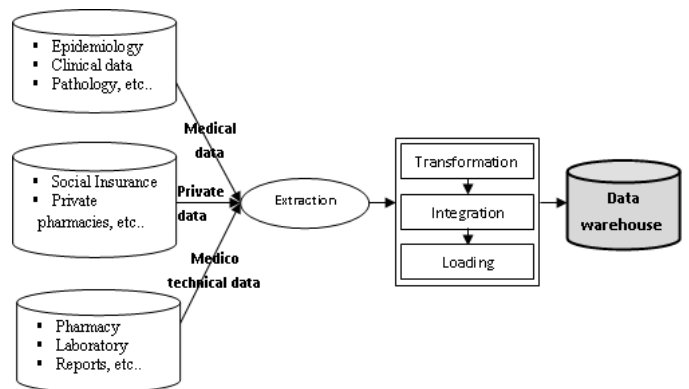 ▪ Epidemiology
▪ Clinical data
▪ Pathology, etc..
Medical
data
▪ Social Insurance
▪ Private
pharmacies, etc..
Private
data
Medico
technical data
▪ Pharmacy
▪ Laboratory
▪ Reports, etc..
Extraction
Transformation
Integration
Loading
Data
warehouse